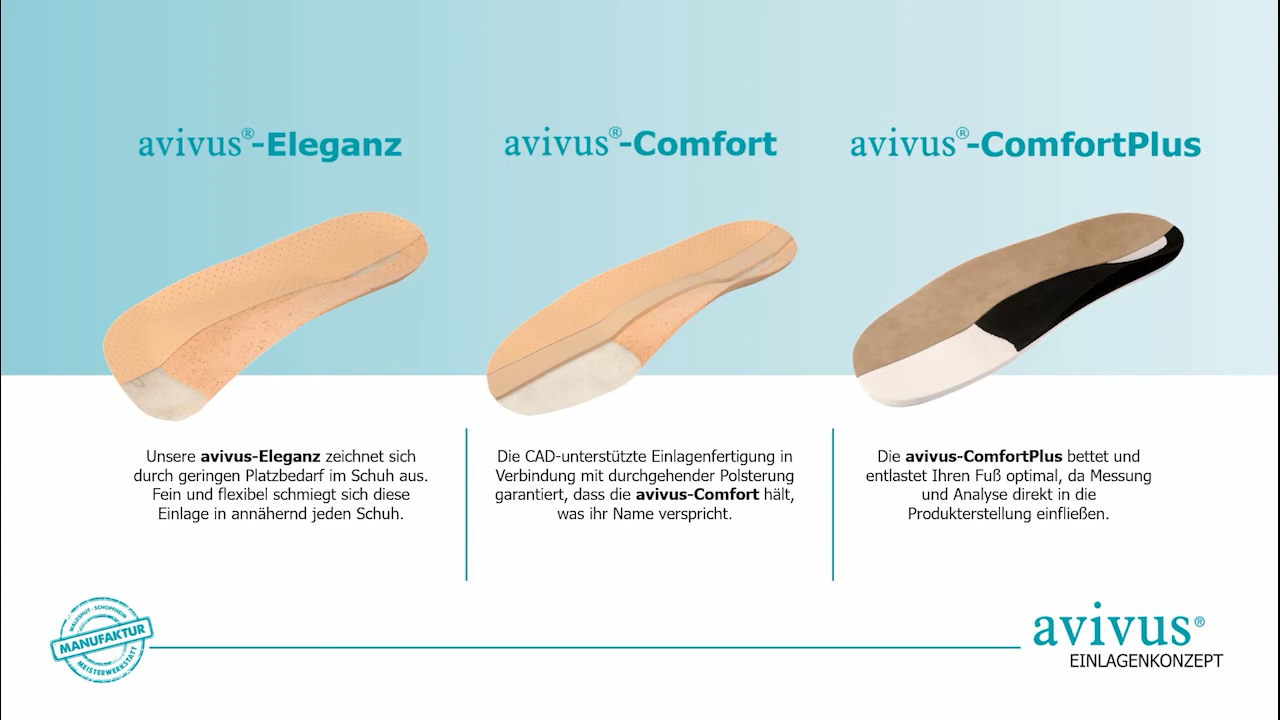 avivus®-Eleganz
avivus®-Comfort
avivus®-ComfortPlus
Unsere avivus-Eleganz zeichnet sich
durch geringen Platzbedarf im Schuh aus.
Fein und flexibel schmiegt sich diese
Einlage in annähernd jeden Schuh.
Die CAD-unterstützte Einlagenfertigung in
Verbindung mit durchgehender Polsterung
garantiert, dass die avivus-Comfort hält,
was ihr Name verspricht.
Die avivus-ComfortPlus bettet und
entlastet Ihren Fuß optimal, da Messung
und Analyse direkt in die
Produkterstellung einfließen.
WALDSHUT - SCHOPFHEIM
MANUFAKTUR
MEISTERWERKSTATT
avivus®
EINLAGENKONZEPT